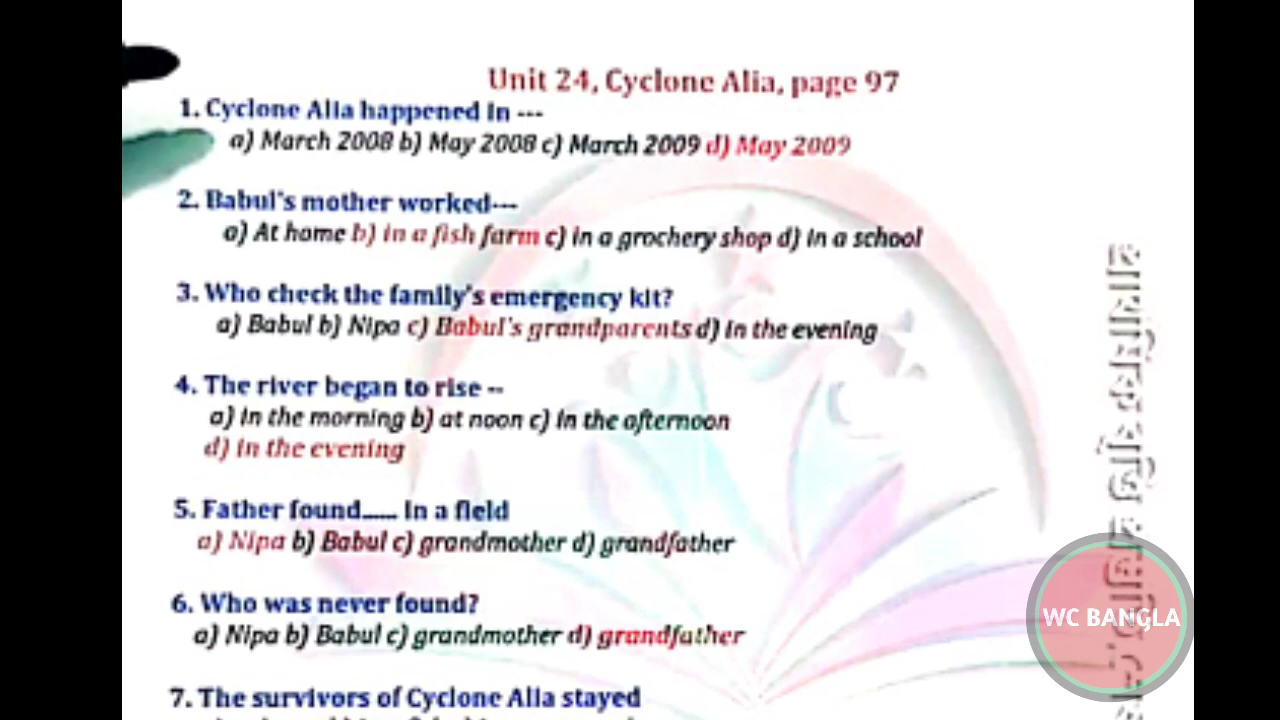 Unit 24, Cyclone Alia, page 97
1. Cyclone Alia happened in ---
a) March 2008 b) May 2008 c) March 2009 d) May 2009
2. Babul's mother worked---
a) At home b) in a fish farm c) in a grochery shop d) in a school
3. Who check the family's emergency kit?
a) Babul b) Nipa c) Babul's grandparents d) in the evening
4. The river began to rise --
a) in the morning b) at noon c) in the afternoon
d) in the evening
5. Father found...... in a field
a) Nipa b) Babul c) grandmother d) grandfather
6. Who was never found?
a) Nipa b) Babul c) grandmother d) grandfather
7. The survivors of Cyclone Alia stayed
WC BANGLA